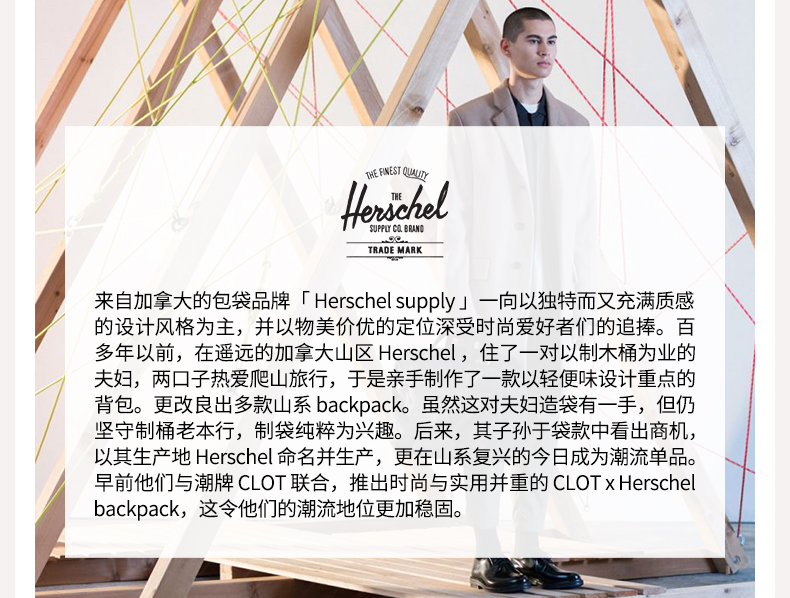 THE FINEST QUALITY
THE
Herschel
SUPPLY CO. BRAND
TRADE MARK
来自加拿大的包袋品牌「 Herschel supply 」一向以独特而又充满质感
的设计风格为主，并以物美价优的定位深受时尚爱好者们的追捧。百
多年以前，在遥远的加拿大山区 Herschel ，住了一对以制木桶为业的
夫妇，两口子热爱爬山旅行，于是亲手制作了一款以轻便味设计重点的
背包。更改良出多款山系 backpack。虽然这对夫妇造袋有一手，但仍
坚守制桶老本行，制袋纯粹为兴趣。后来，其子孙于袋款中看出商机，
以其生产地 Herschel 命名并生产，更在山系复兴的今日成为潮流单品。
早前他们与潮牌 CLOT 联合，推出时尚与实用并重的 CLOT x Herschel
backpack，这令他们的潮流地位更加稳固。